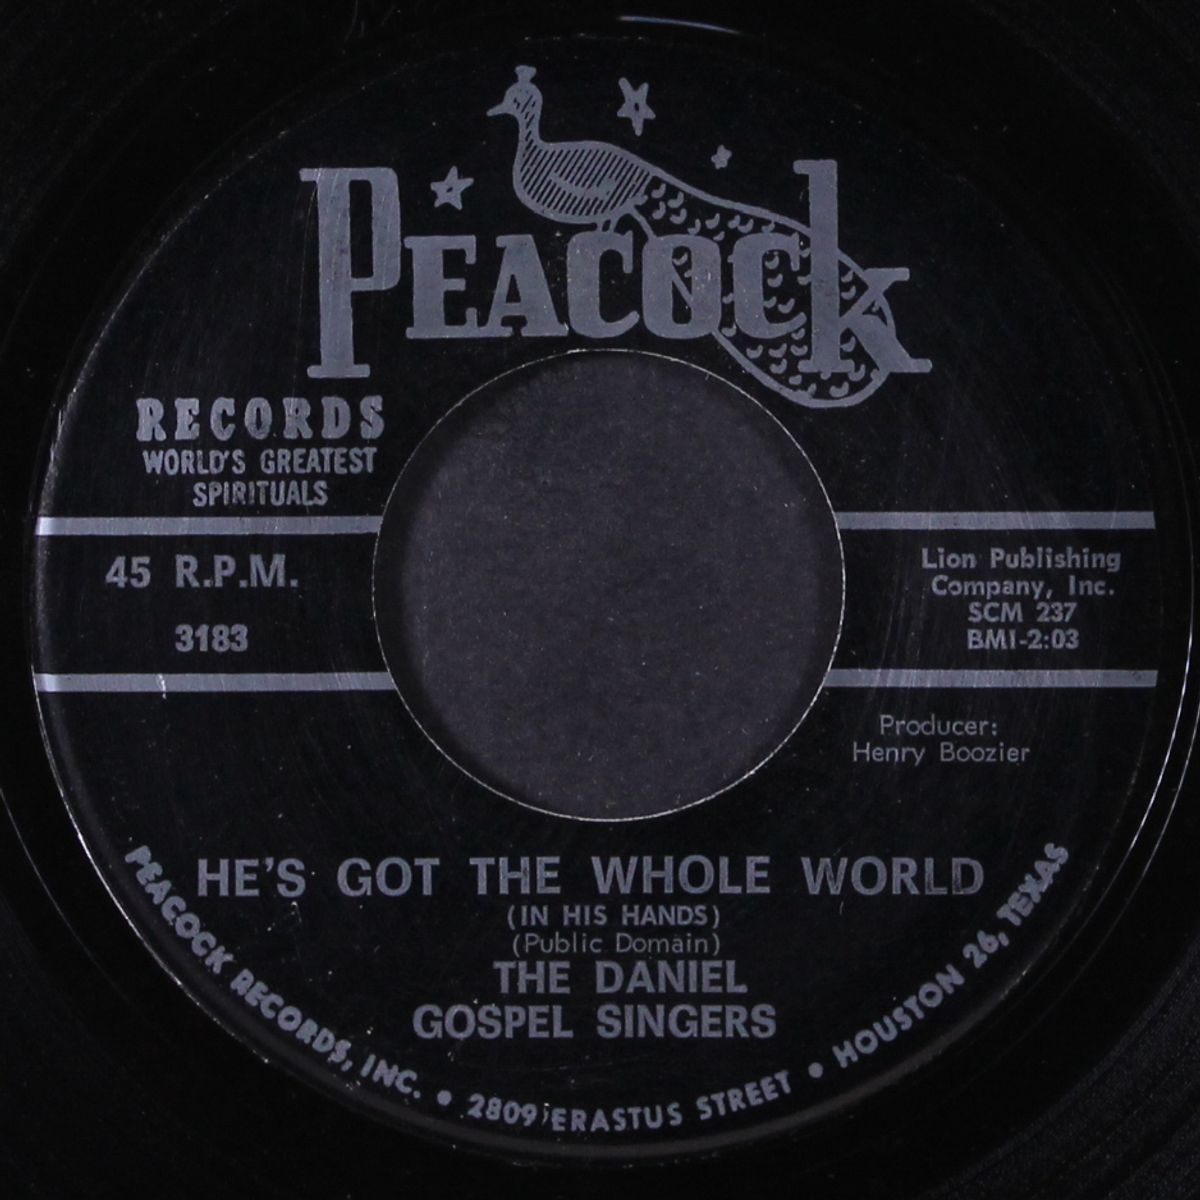 PEACOCK
RECORDS
WORLD'S GREATEST
SPIRITUALS
45 R.P.M.
3183
Lion Publishing
Company, Inc.
SCM 237
BMI-2:03
Producer:
Henry Boozier
HE'S GOT THE WHOLE WORLD
(IN HIS HANDS)
(Public Domain)
THE DANIEL
GOSPEL SINGERS
PEACOCK RECORDS, INC. • 2809 ERASTUS STREET • HOUSTON 26, TEXAS